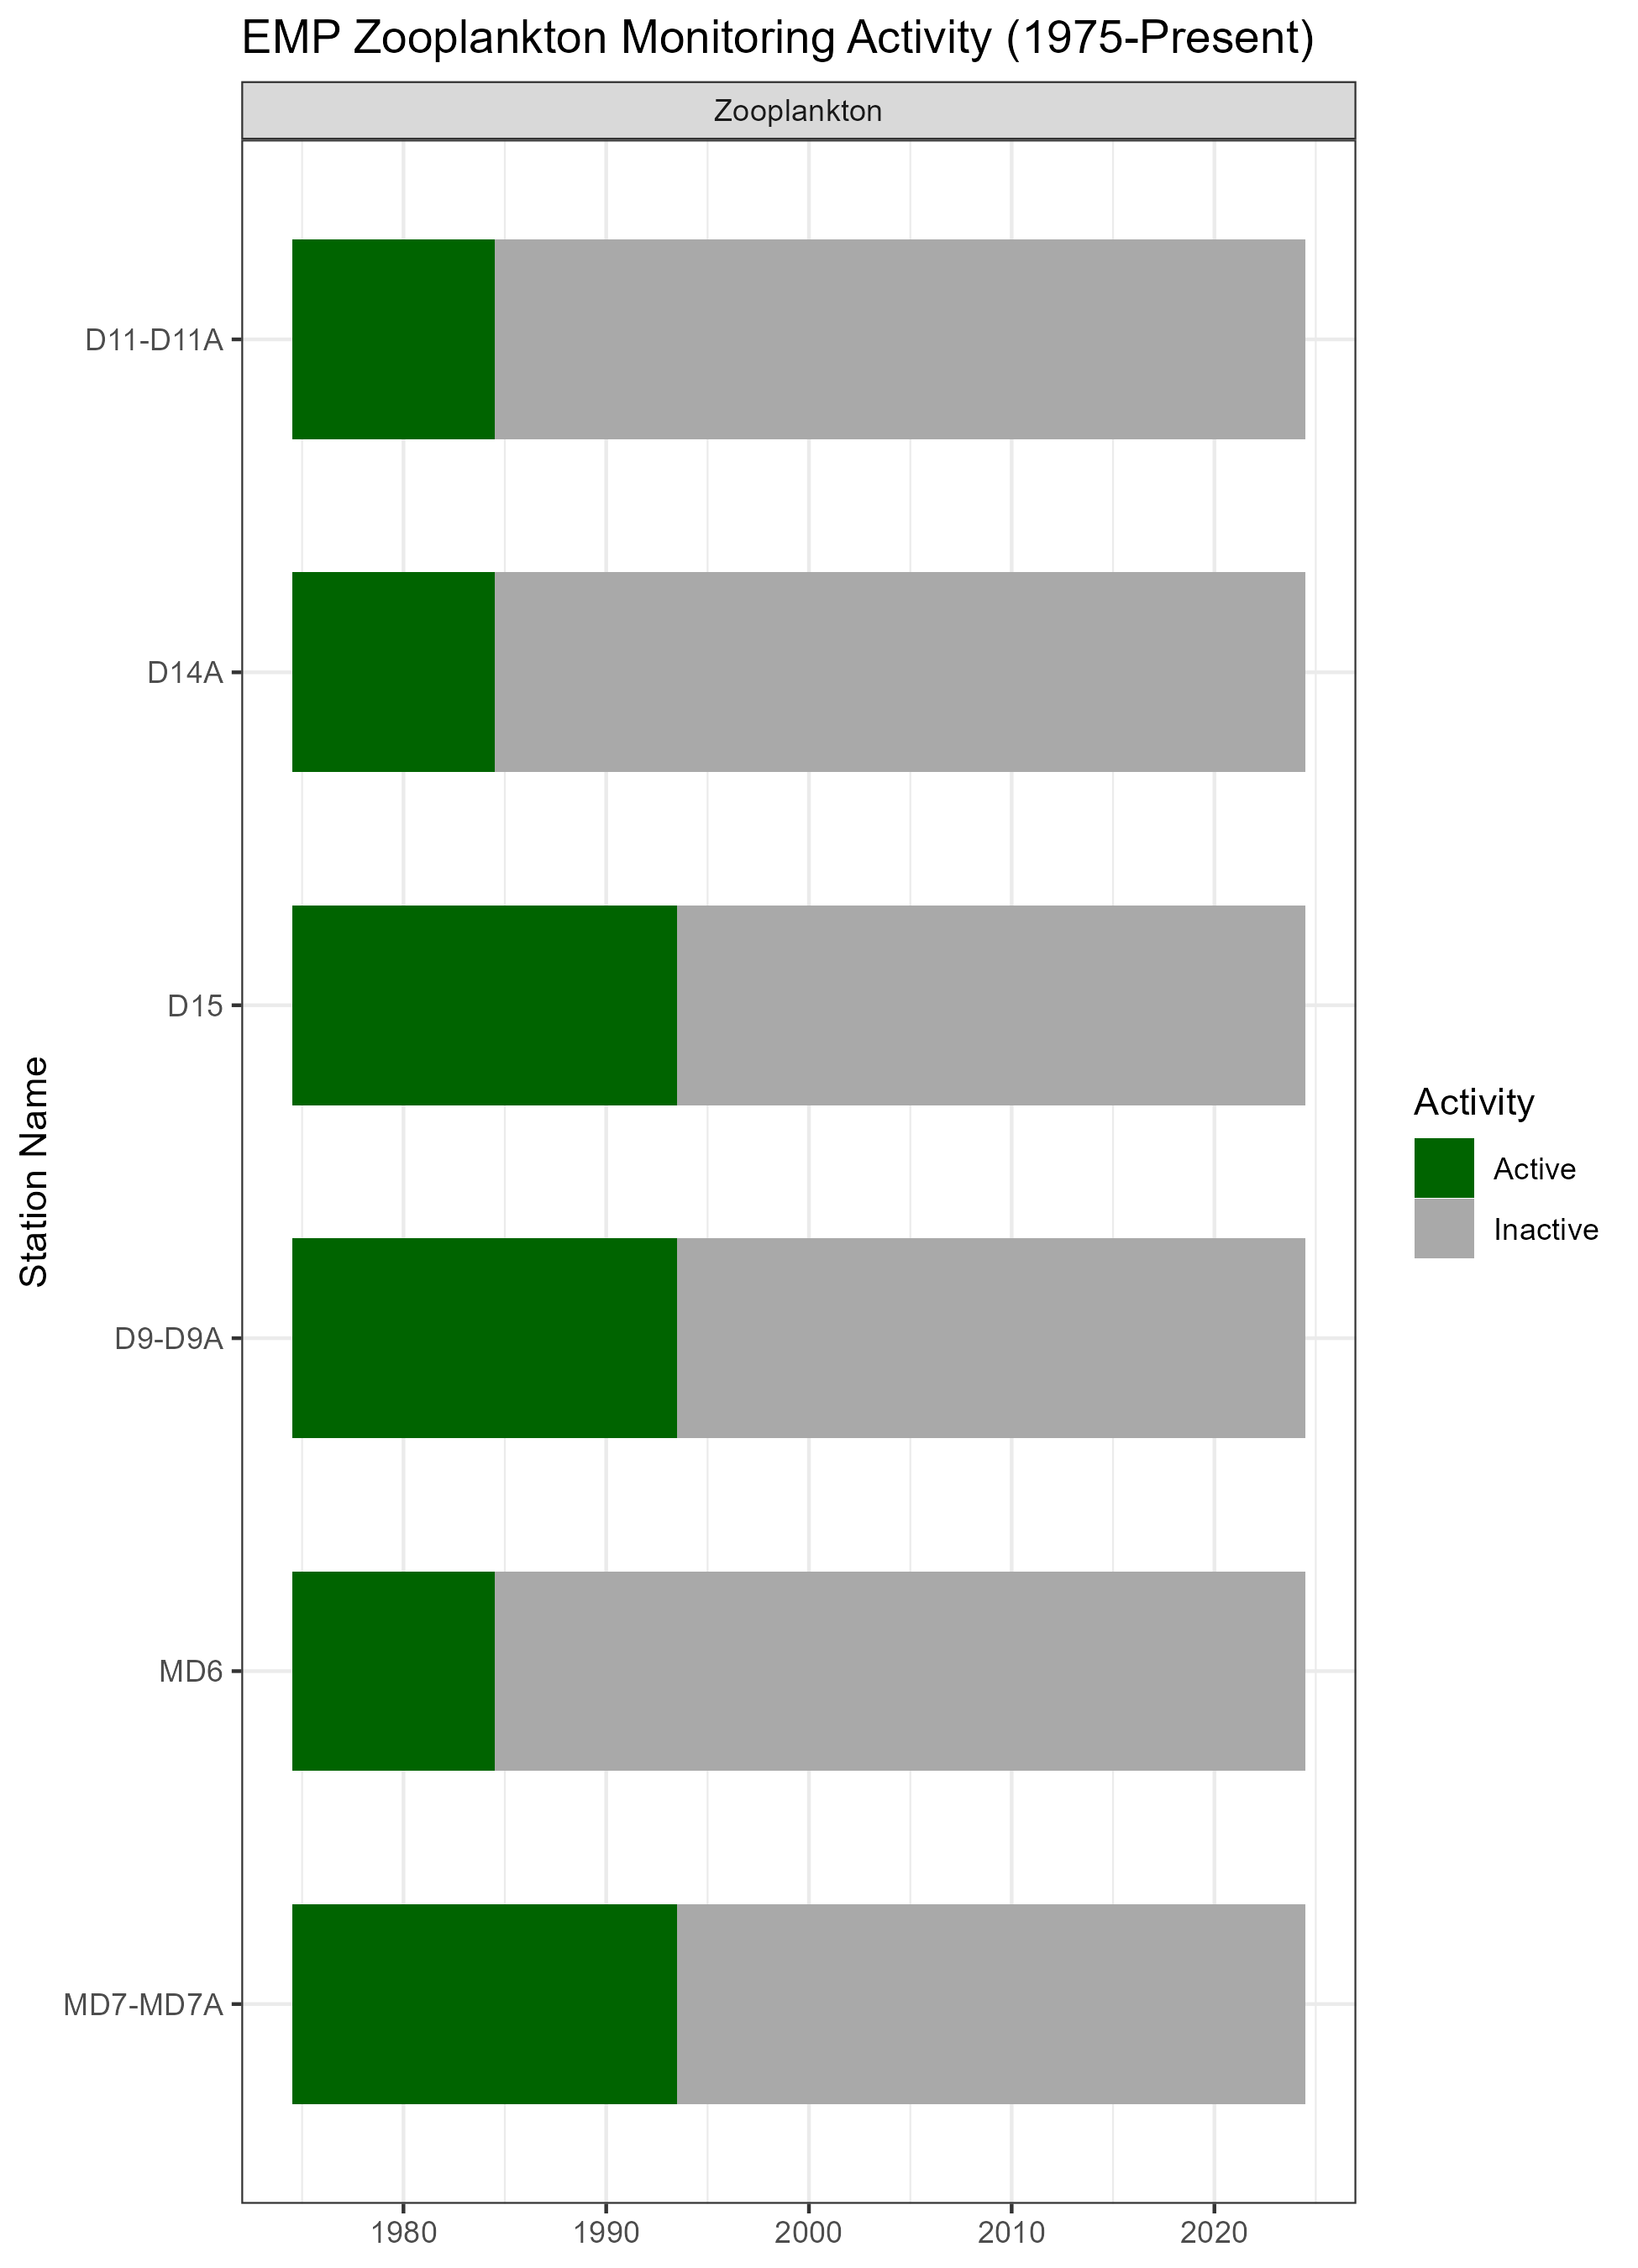 EMP Zooplankton Monitoring Activity (1975-Present)
Zooplankton
D11-D11A
D14A
D15
D9-D9A
MD6
MD7-MD7A
Station Name
1980 1990 2000 2010 2020
Activity
Active
Inactive